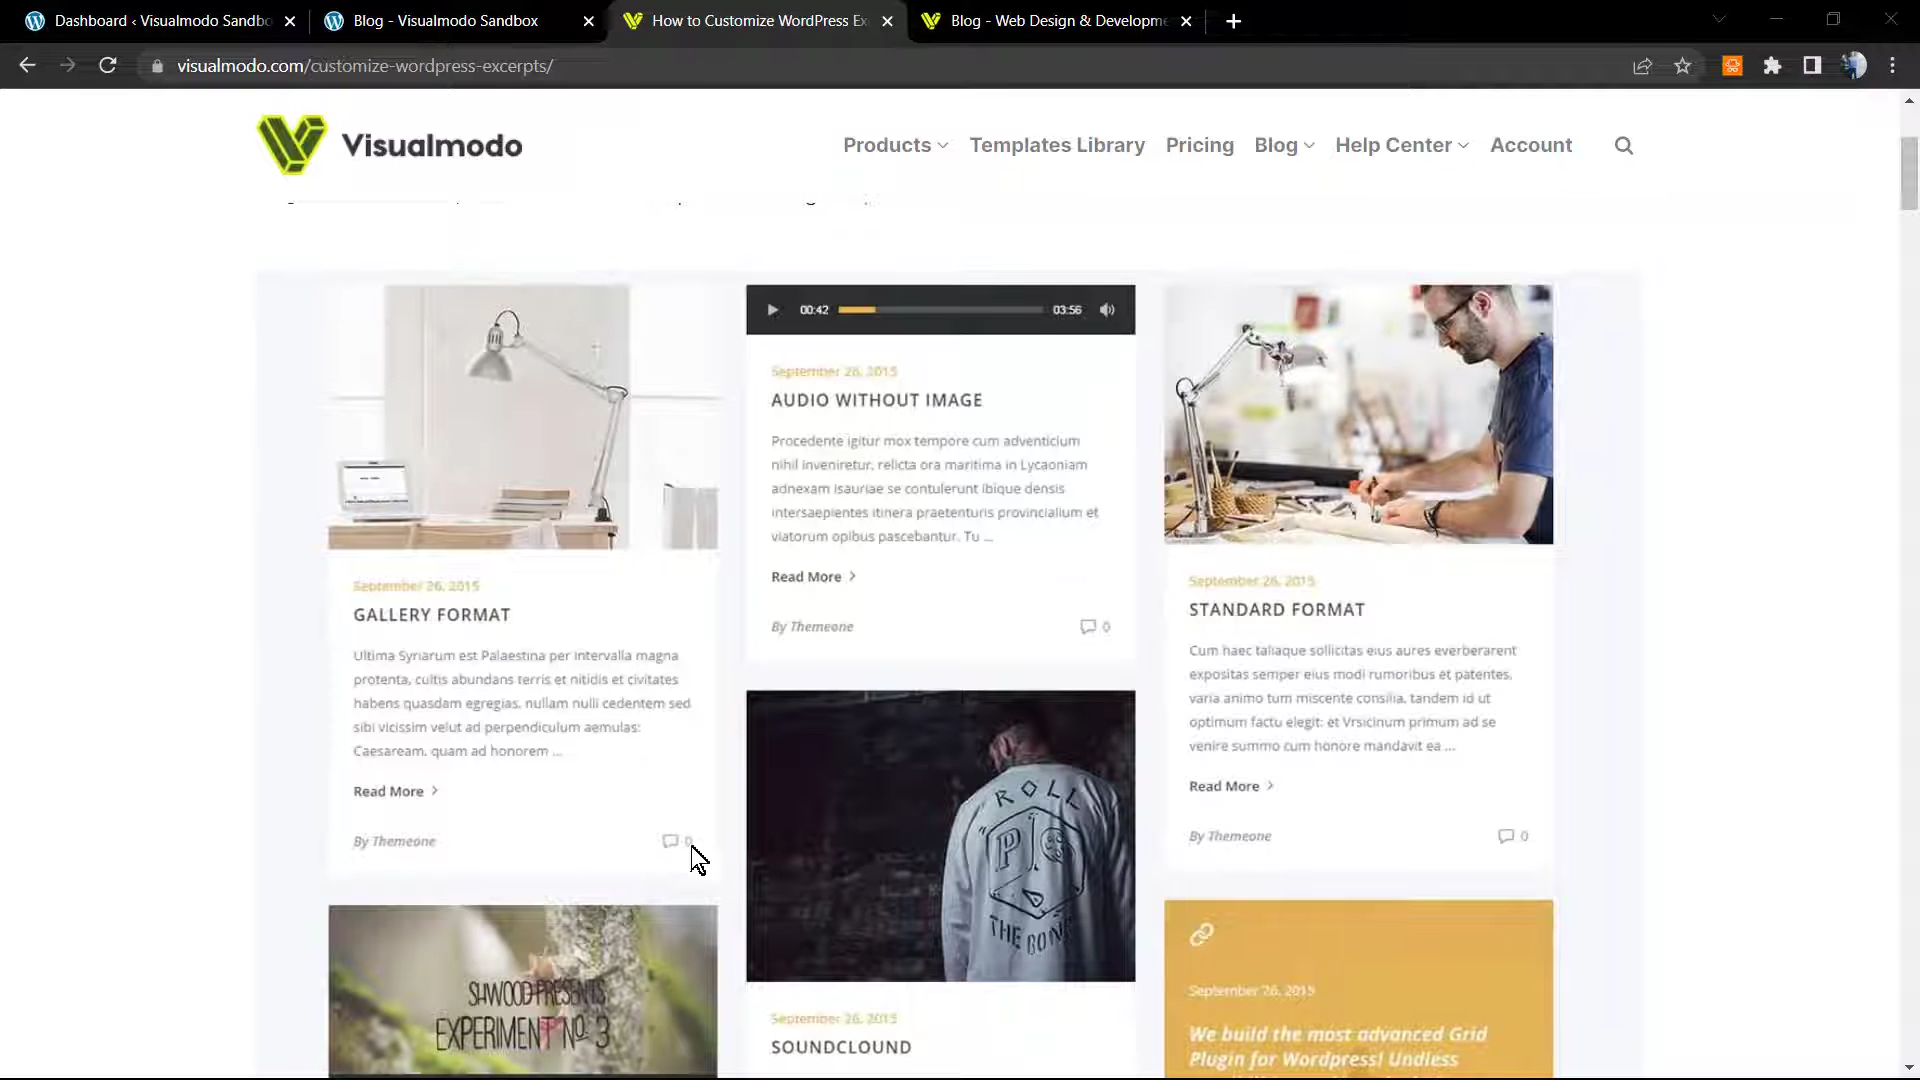 Dashboard ‹ Visualmodo Sandbo
Blog - Visualmodo Sandbox
How to Customize WordPress Ex
Blog - Web Design & Developme
visualmodo.com/customize-wordpress-excerpts/
Visualmodo
Products
Templates Library
Pricing
Blog
Help Center
Account
September 26, 2015
GALLERY FORMAT
Ultima Syriarum est Palaestina per intervalla magna
protenta, cultis abundans terris et nitidis et civitates
habens quasdam egregias, nullam nulli cedentem sed
sibi vicissim velut ad perpendiculum aemulas:
Caesaream, quam ad honorem ...
Read More
By Themeone
0
SHWOOD PRESENTS
EXPERIMENT Nº 3
00:42
03:56
September 26, 2015
AUDIO WITHOUT IMAGE
Procedente igitur mox tempore cum adventicium
nihil inveniretur, relicta ora maritima in Lycaoniam
adnexam Isauriae se contulerunt ibique densis
intersaepientes itinera praetenturis provincialium et
viatorum opibus pascebantur. Tu ...
Read More
By Themeone
0
ROLL
THE BONE
September 26, 2015
SOUNDCLOUND
September 26, 2015
STANDARD FORMAT
Cum haec taliaque sollicitas eius aures everberarent
expositas semper eius modi rumoribus et patentes,
varia animo tum miscente consilia, tandem id ut
optimum factu elegit: et Vrsicinum primum ad se
venire summo cum honore mandavit ea ...
Read More
By Themeone
0
September 26, 2015
We build the most advanced Grid
Plugin for Wordpress! Undless